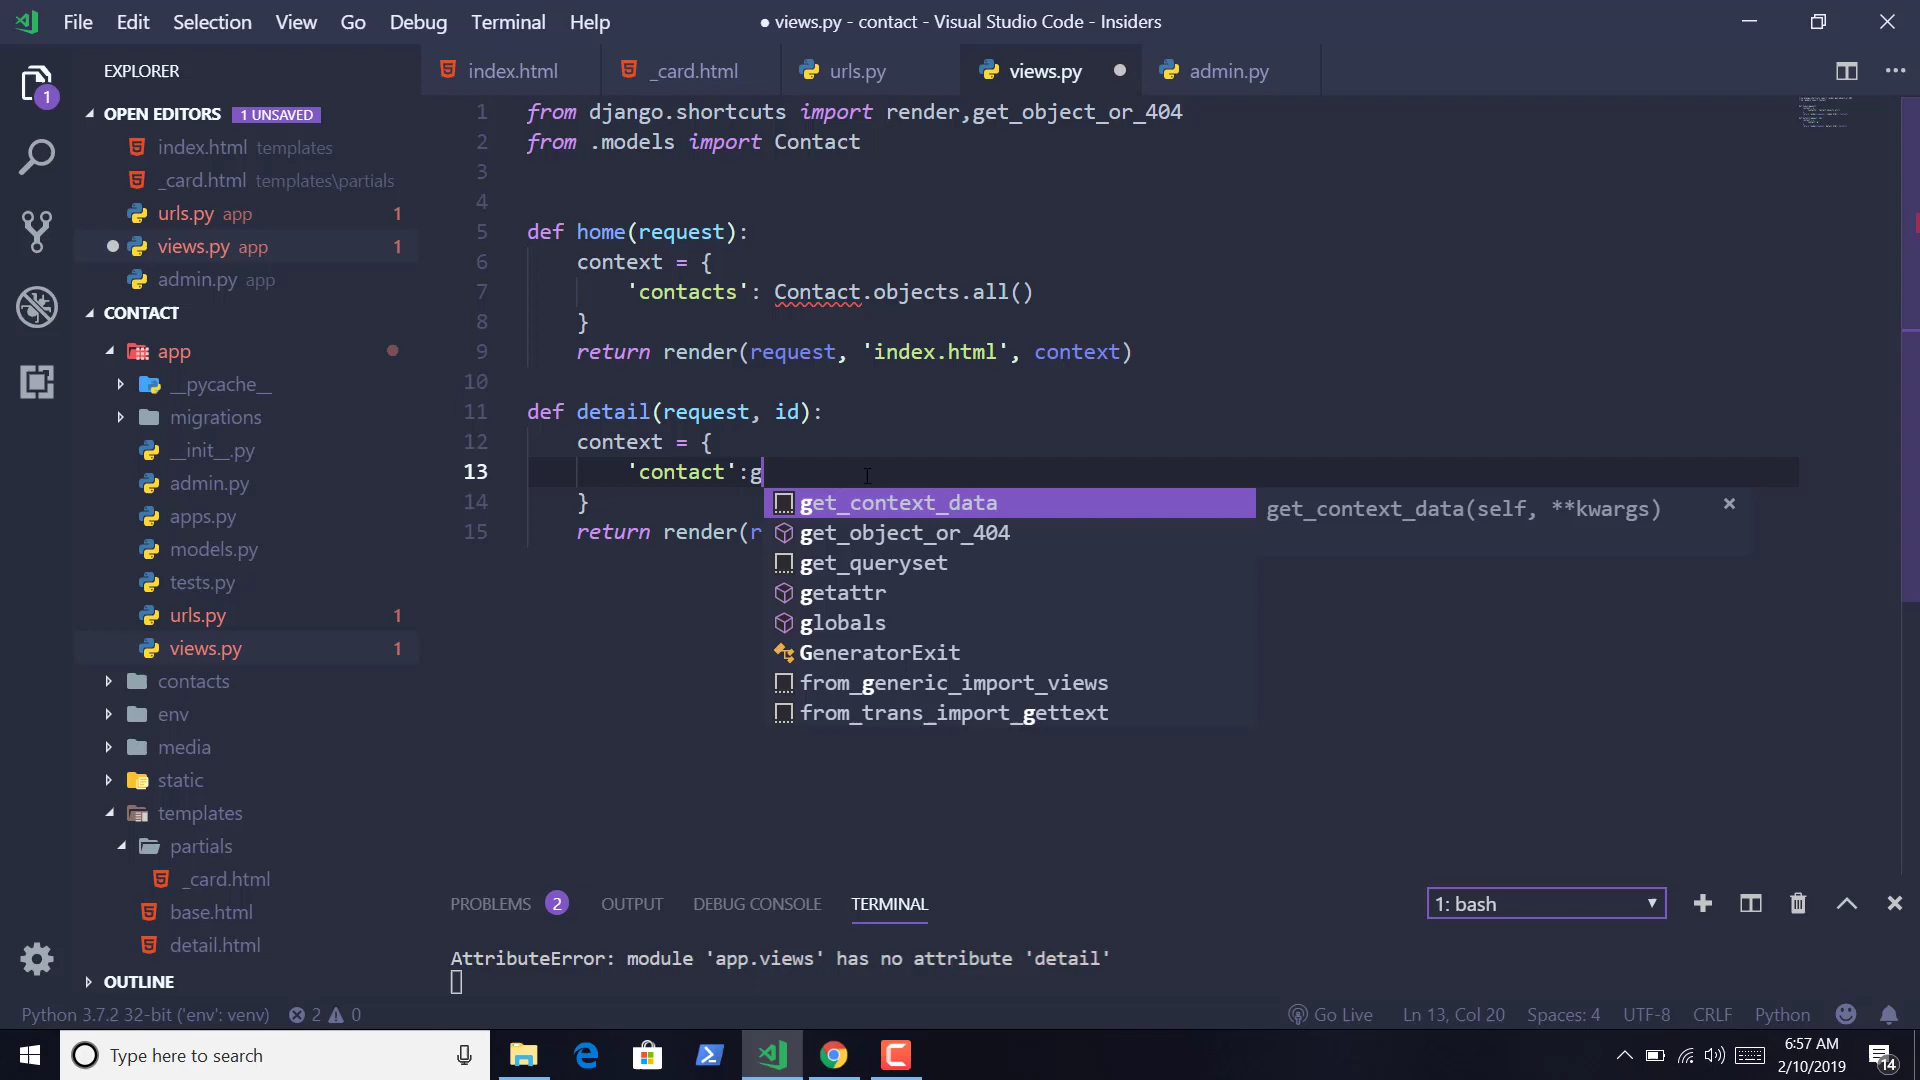 File Edit Selection View Go Debug Terminal Help
● views.py - contact - Visual Studio Code - Insiders
EXPLORER
index.html
_card.html
urls.py
views.py
admin.py
1
OPEN EDITORS 1 UNSAVED
index.html templates
_card.html templates\partials
urls.py app 1
views.py app 1
admin.py app
CONTACT
app
__pycache__
migrations
__init__.py
admin.py
apps.py
models.py
tests.py
urls.py 1
views.py 1
contacts
env
media
static
templates
partials
_card.html
base.html
detail.html
OUTLINE
1 from django.shortcuts import render,get_object_or_404
2 from .models import Contact
3
4
5 def home(request):
6 context = {
7 'contacts': Contact.objects.all()
8 }
9 return render(request, 'index.html', context)
10
11 def detail(request, id):
12 context = {
13 'contact':g
14 }
15 return render(r
get_context_data
get_object_or_404
get_queryset
getattr
globals
GeneratorExit
from_generic_import_views
from_trans_import_gettext
get_context_data(self, **kwargs)
PROBLEMS 2 OUTPUT DEBUG CONSOLE TERMINAL
1: bash
AttributeError: module 'app.views' has no attribute 'detail'
Python 3.7.2 32-bit ('env': venv) 2 0
Go Live Ln 13, Col 20 Spaces: 4 UTF-8 CRLF Python
Type here to search
6:57 AM
2/10/2019
14